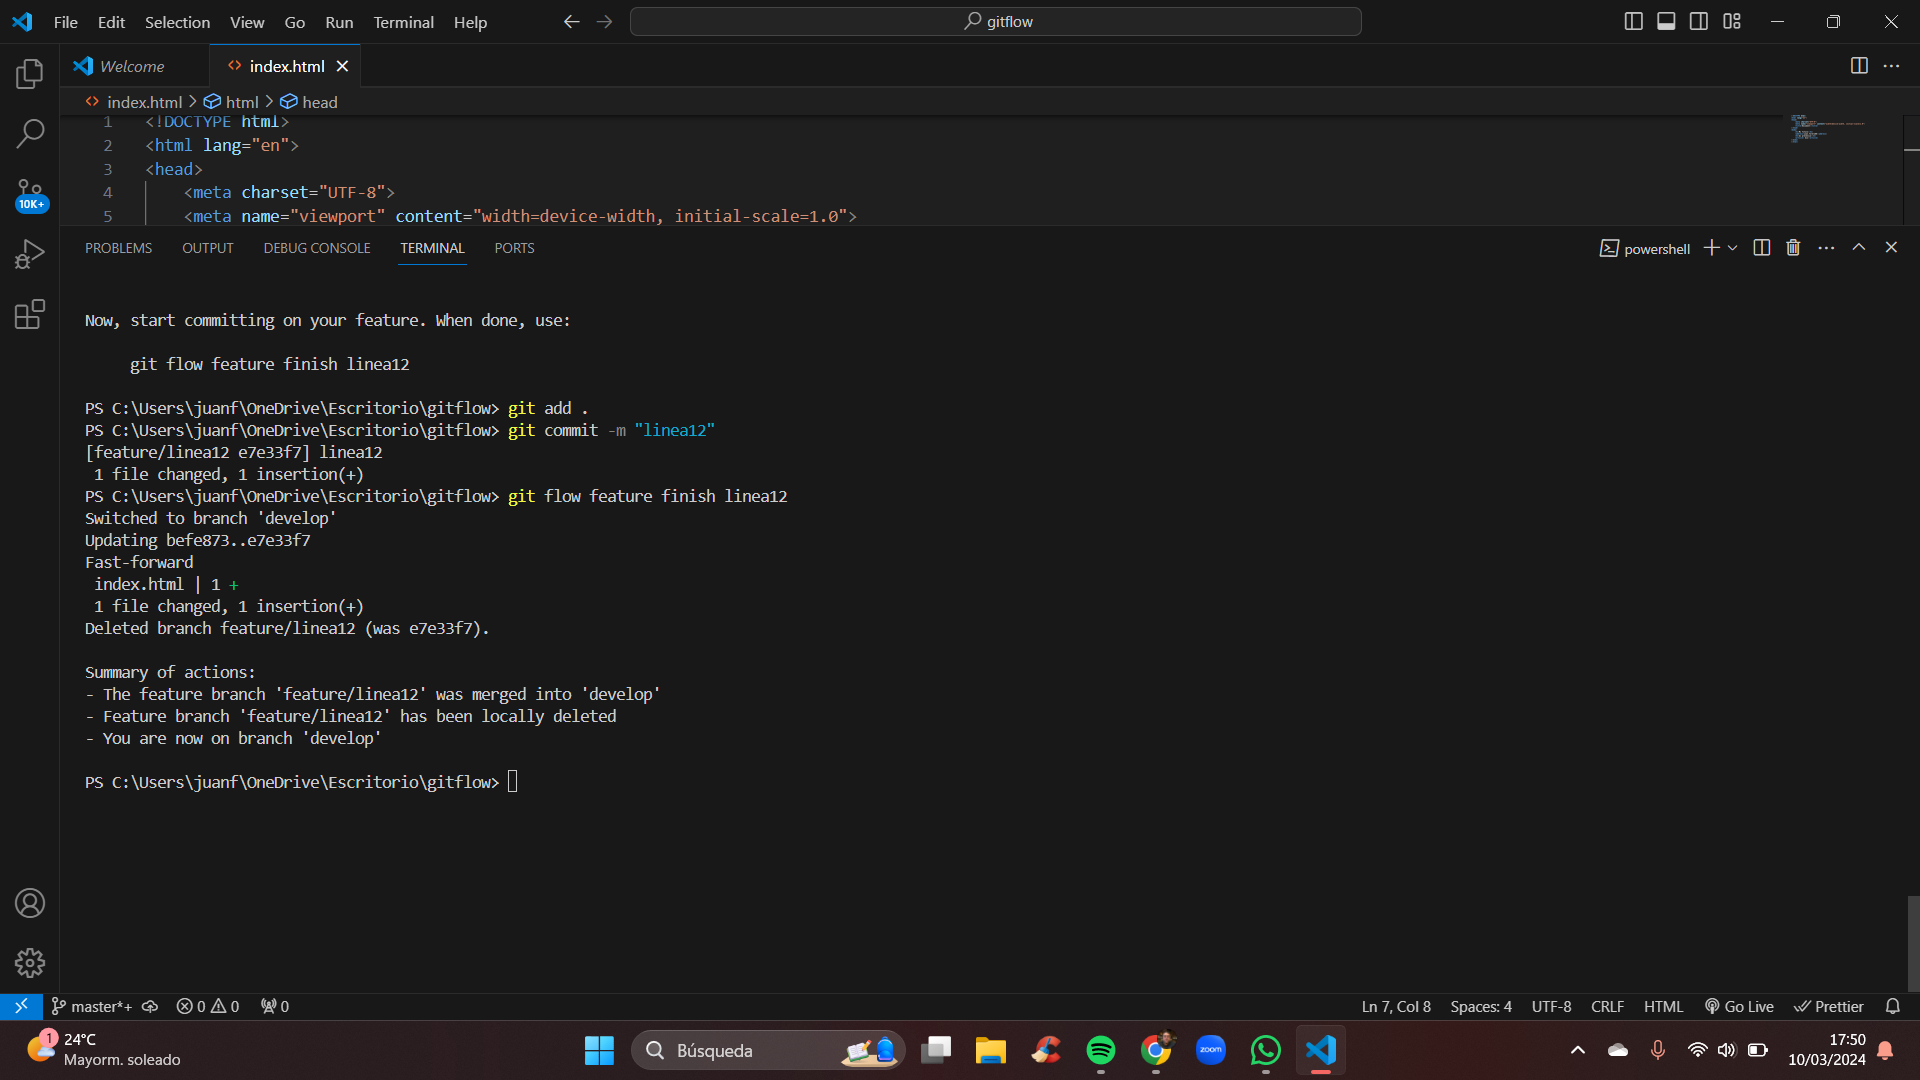 File Edit Selection View Go Run Terminal Help
gitflow
Welcome
index.html
index.html > html > head
1 <!DOCTYPE html>
2 <html lang="en">
3 <head>
4 <meta charset="UTF-8">
5 <meta name="viewport" content="width=device-width, initial-scale=1.0">
10K+
PROBLEMS OUTPUT DEBUG CONSOLE TERMINAL PORTS
powershell
Now, start committing on your feature. When done, use:
git flow feature finish linea12
PS C:\Users\juanf\OneDrive\Escritorio\gitflow> git add .
PS C:\Users\juanf\OneDrive\Escritorio\gitflow> git commit -m "linea12"
[feature/linea12 e7e33f7] linea12
1 file changed, 1 insertion(+)
PS C:\Users\juanf\OneDrive\Escritorio\gitflow> git flow feature finish linea12
Switched to branch 'develop'
Updating befe873..e7e33f7
Fast-forward
index.html | 1 +
1 file changed, 1 insertion(+)
Deleted branch feature/linea12 (was e7e33f7).
Summary of actions:
- The feature branch 'feature/linea12' was merged into 'develop'
- Feature branch 'feature/linea12' has been locally deleted
- You are now on branch 'develop'
PS C:\Users\juanf\OneDrive\Escritorio\gitflow>
master*+ 0 0 0
Ln 7, Col 8 Spaces: 4 UTF-8 CRLF HTML Go Live Prettier
1
24°C
Mayorm. soleado
Búsqueda
zoom
17:50
10/03/2024